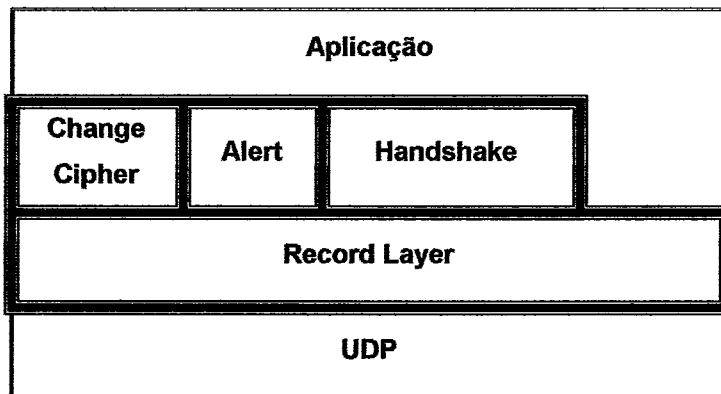 Aplicação
Change
Cipher
Alert
Handshake
Record Layer
UDP